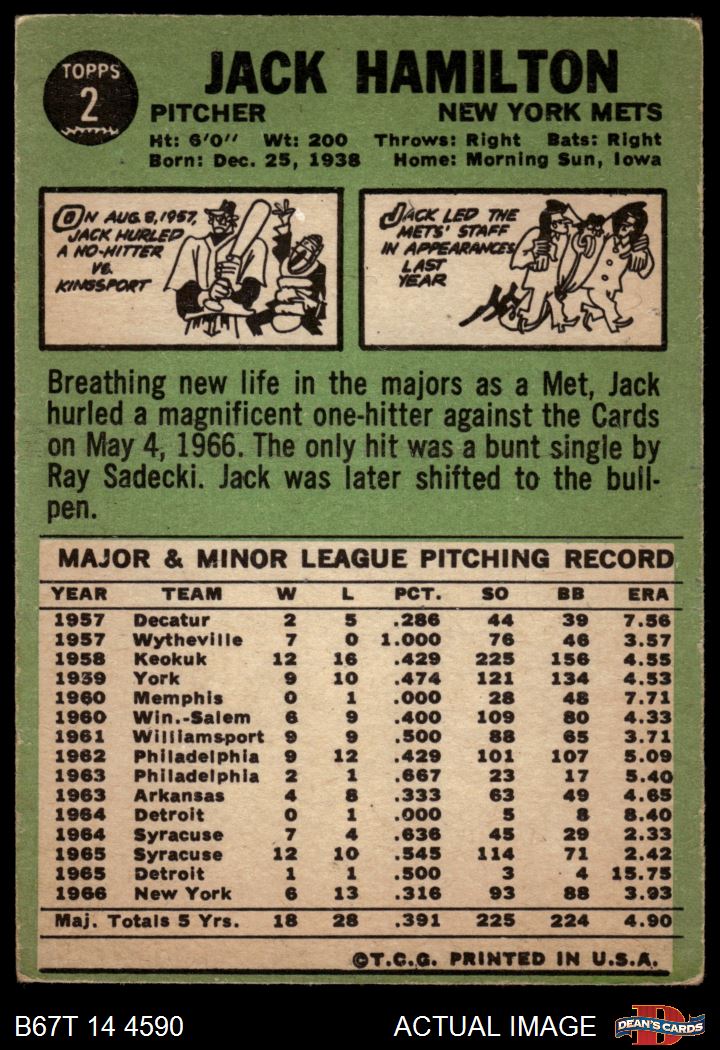 TOPPS
2
JACK HAMILTON
PITCHER NEW YORK METS
Ht: 6'0" Wt: 200 Throws: Right Bats: Right
Born: Dec. 25, 1938 Home: Morning Sun, Iowa
ON AUG. 8, 1957,
JACK HURLED
A NO-HITTER
VS.
KINGSPORT
JACK LED THE
METS' STAFF
IN APPEARANCES
LAST
YEAR
Breathing new life in the majors as a Met, Jack
hurled a magnificent one-hitter against the Cards
on May 4, 1966. The only hit was a bunt single by
Ray Sadecki. Jack was later shifted to the bull-
pen.
MAJOR & MINOR LEAGUE PITCHING RECORD
YEAR TEAM W L PCT. SO BB ERA
1957 Decatur 2 5 .286 44 39 7.56
1957 Wytheville 7 0 1.000 76 46 3.57
1958 Keokuk 12 16 .429 225 156 4.55
1959 York 9 10 .474 121 134 4.53
1960 Memphis 0 1 .000 28 48 7.71
1960 Win.-Salem 6 9 .400 109 80 4.33
1961 Williamsport 9 9 .500 88 65 3.71
1962 Philadelphia 9 12 .429 101 107 5.09
1963 Philadelphia 2 1 .667 23 17 5.40
1963 Arkansas 4 8 .333 63 49 4.65
1964 Detroit 0 1 .000 5 8 8.40
1964 Syracuse 7 4 .636 45 29 2.33
1965 Syracuse 12 10 .545 114 71 2.42
1965 Detroit 1 1 .500 3 4 15.75
1966 New York 6 13 .316 93 88 3.93
Maj. Totals 5 Yrs. 18 28 .391 225 224 4.90
©T.C.G. PRINTED IN U.S.A.
B67T 14 4590 ACTUAL IMAGE
DEAN'S CARDS